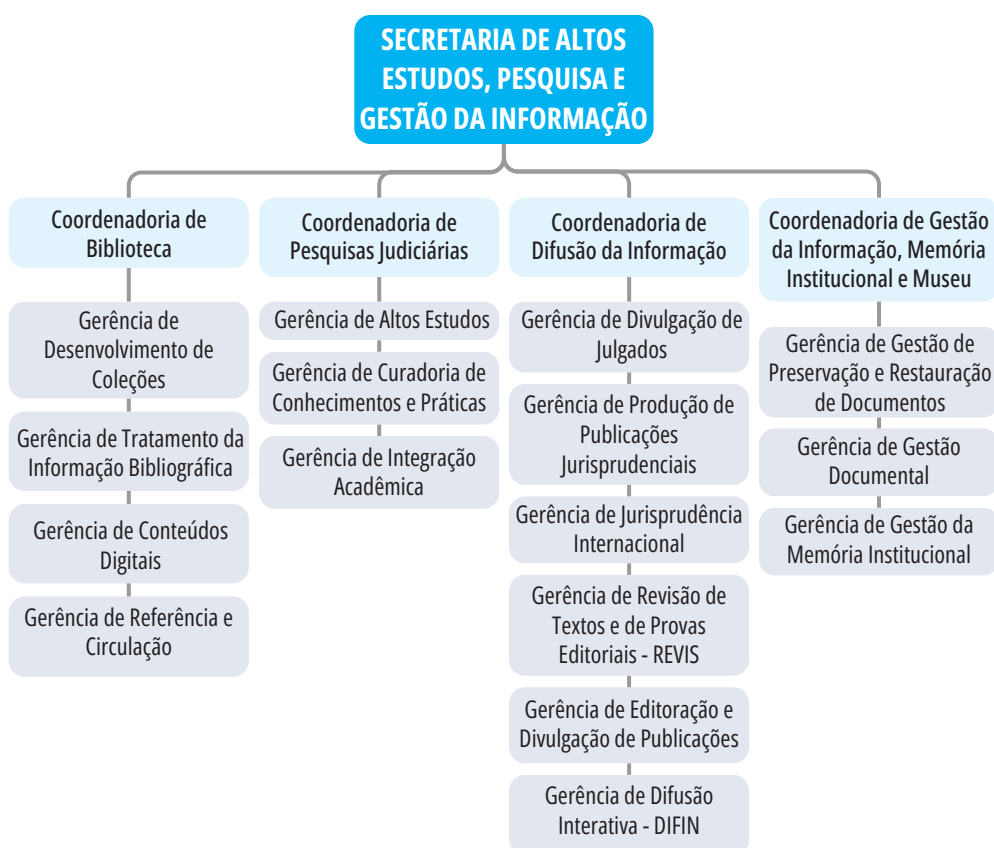 SECRETARIA DE ALTOS
ESTUDOS, PESQUISA E
GESTÃO DA INFORMAÇÃO
Coordenadoria de
Biblioteca
Gerência de
Desenvolvimento de
Coleções
Gerência de Tratamento da
Informação Bibliográfica
Gerência de Conteúdos
Digitais
Gerência de Referência e
Circulação
Coordenadoria de
Pesquisas Judiciárias
Gerência de Altos Estudos
Gerência de Curadoria de
Conhecimentos e Práticas
Gerência de Integração
Acadêmica
Coordenadoria de
Difusão da Informação
Gerência de Divulgação de
Julgados
Gerência de Produção de
Publicações
Jurisprudenciais
Gerência de Jurisprudência
Internacional
Gerência de Revisão de
Textos e de Provas
Editoriais - REVIS
Gerência de Editoração e
Divulgação de Publicações
Gerência de Difusão
Interativa - DIFIN
Coordenadoria de Gestão
da Informação, Memória
Institucional e Museu
Gerência de Gestão de
Preservação e Restauração
de Documentos
Gerência de Gestão
Documental
Gerência de Gestão da
Memória Institucional